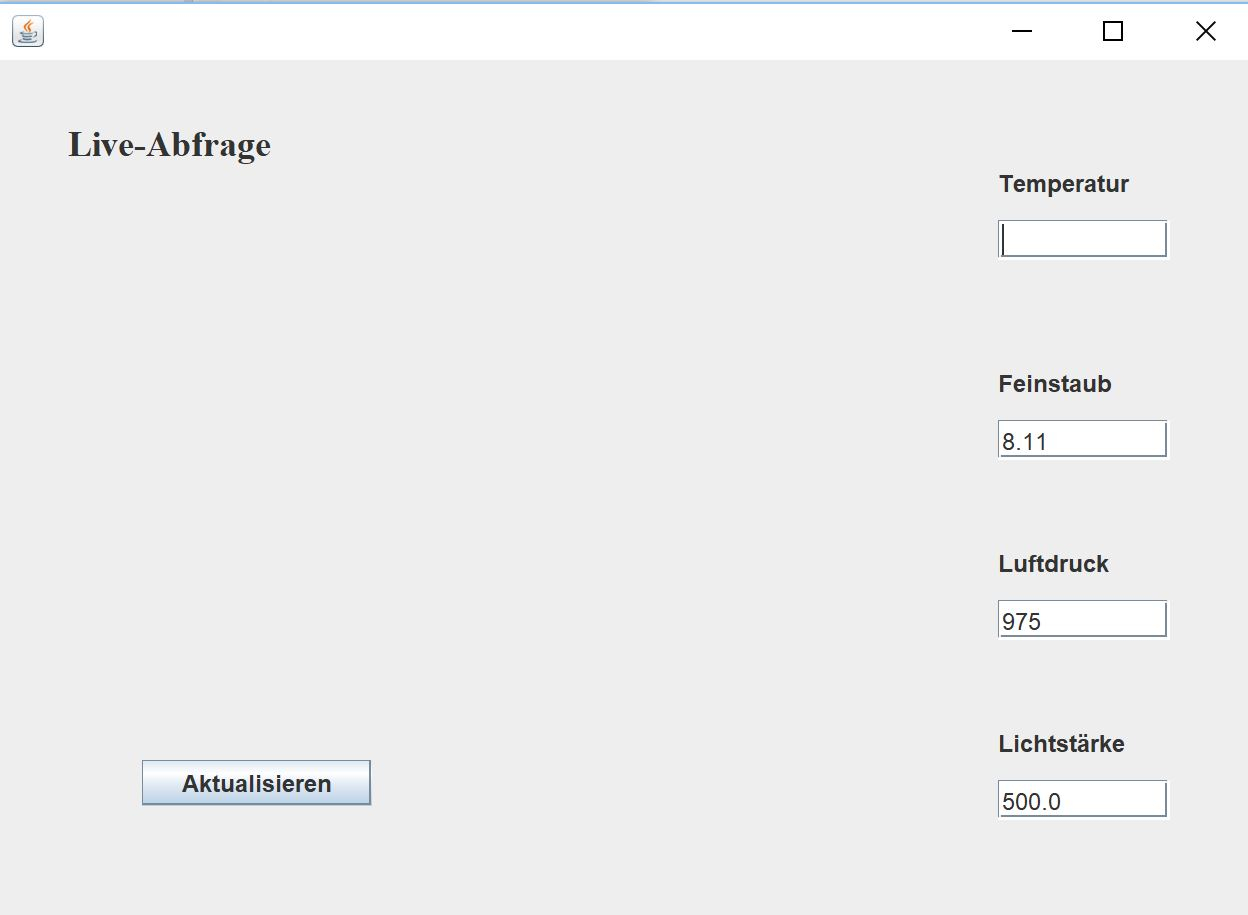 Live-Abfrage
Temperatur
Feinstaub
8.11
Luftdruck
975
Lichtstärke
500.0
Aktualisieren